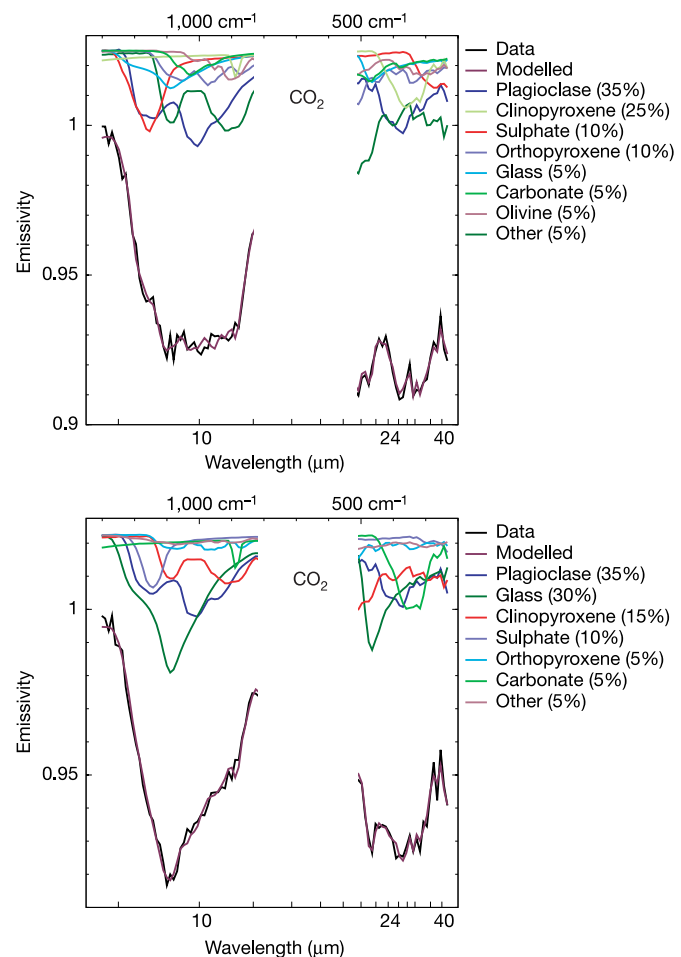 1,000 cm⁻¹ 500 cm⁻¹
Data
Modelled
Plagioclase (35%)
Clinopyroxene (25%)
Sulphate (10%)
Orthopyroxene (10%)
Glass (5%)
Carbonate (5%)
Olivine (5%)
Other (5%)
CO₂
1
0.95
0.9
Emissivity
10 24 40
Wavelength (μm)
1,000 cm⁻¹ 500 cm⁻¹
Data
Modelled
Plagioclase (35%)
Glass (30%)
Clinopyroxene (15%)
Sulphate (10%)
Orthopyroxene (5%)
Carbonate (5%)
Other (5%)
CO₂
1
0.95
Emissivity
10 24 40
Wavelength (μm)